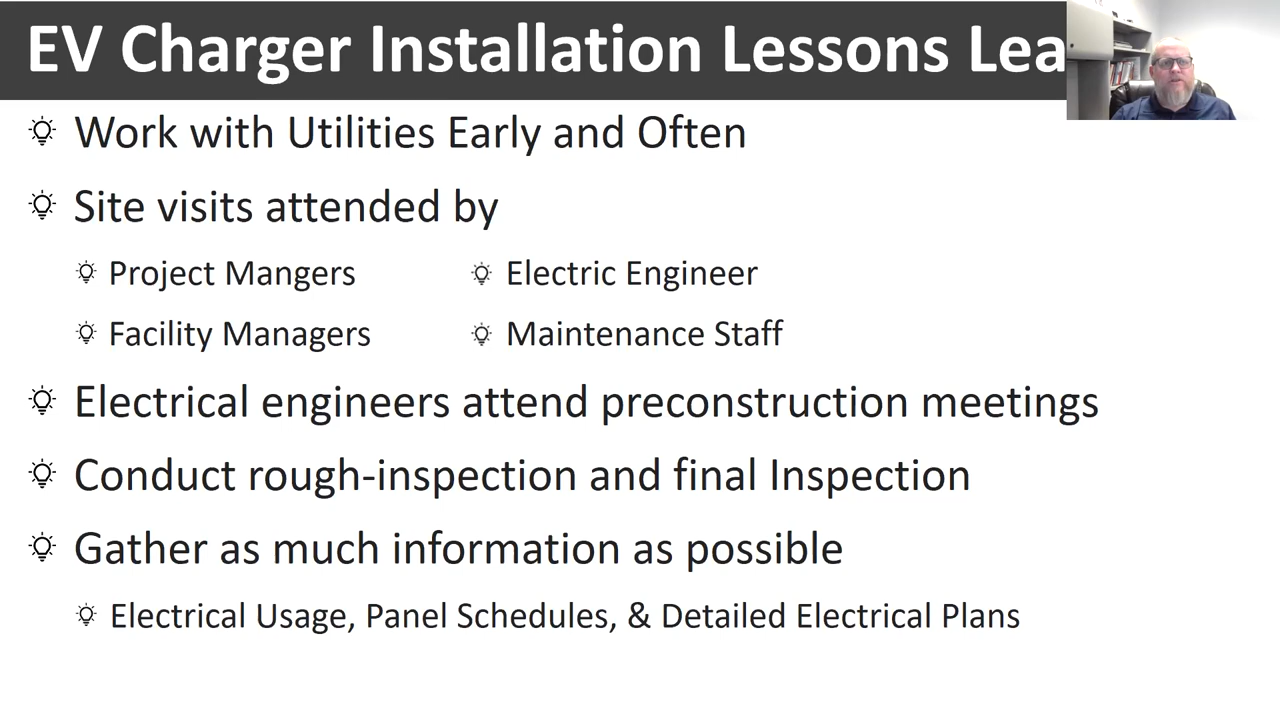 EV Charger Installation Lessons Lea
Work with Utilities Early and Often
Site visits attended by
Project Mangers
Electric Engineer
Facility Managers
Maintenance Staff
Electrical engineers attend preconstruction meetings
Conduct rough-inspection and final Inspection
Gather as much information as possible
Electrical Usage, Panel Schedules, & Detailed Electrical Plans